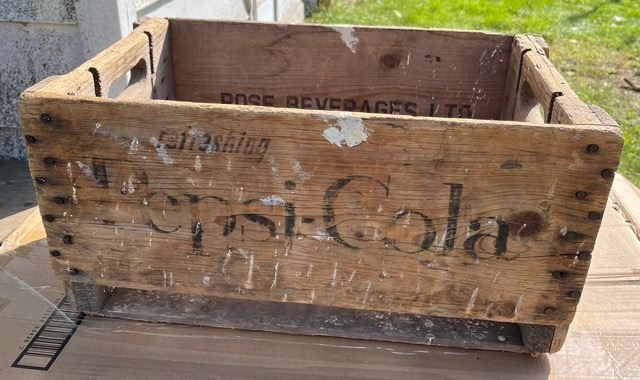 ROSE BEVERAGES LTD.
refreshing
Pepsi-Cola